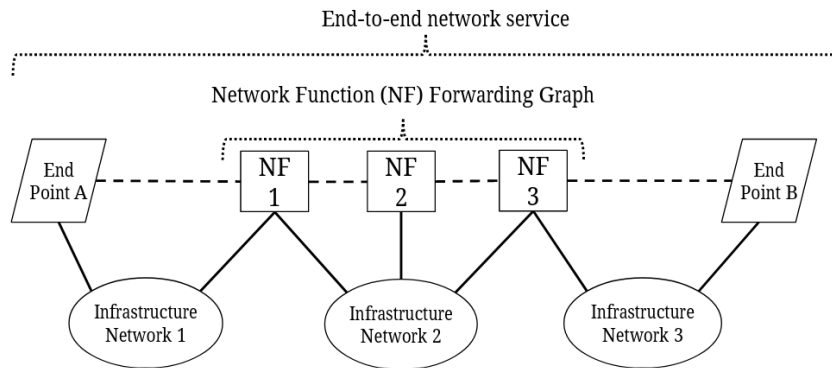 End-to-end network service
Network Function (NF) Forwarding Graph
End
Point A
NF
1
NF
2
NF
3
End
Point B
Infrastructure
Network 1
Infrastructure
Network 2
Infrastructure
Network 3